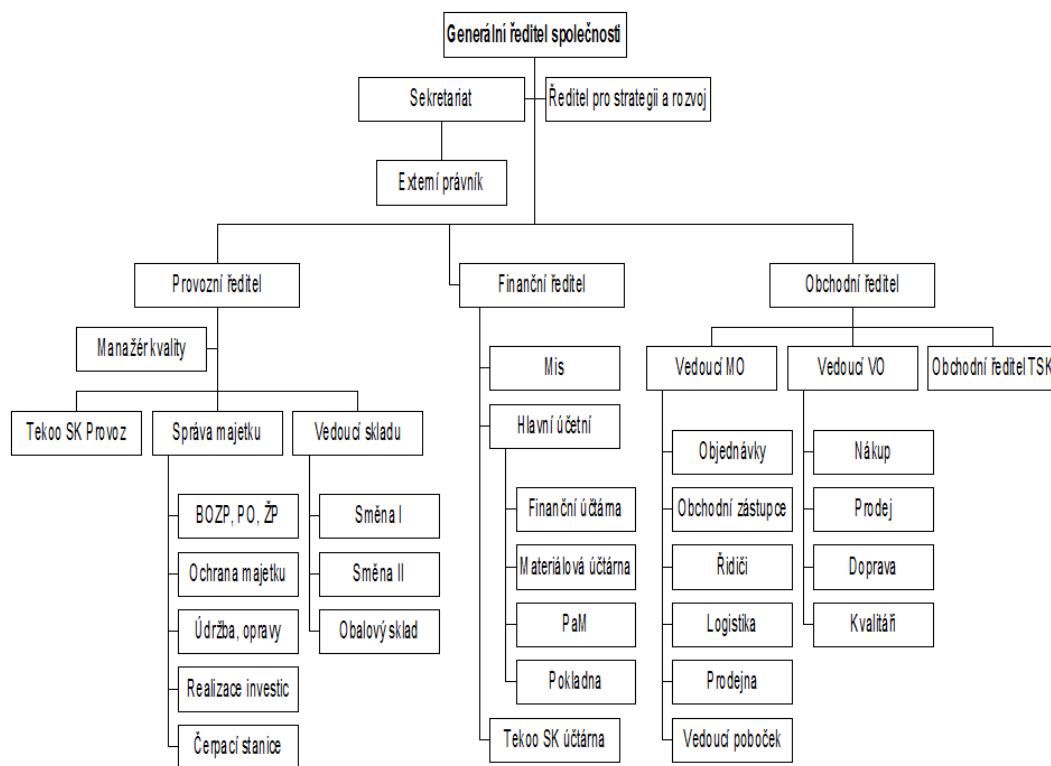 Generální ředitel společnosti
Sekretariat
Ředitel pro strategii a rozvoj
Externí právník
Provozní ředitel
Finanční ředitel
Obchodní ředitel
Manažér kvality
Mis
Vedoucí MO
Vedoucí VO
Obchodní ředitel TSK
Tekoo SK Provoz
Správa majetku
Vedoucí skladu
Hlavní účetní
BOZP, PO, ŽP
Ochrana majetku
Údržba, opravy
Realizace investic
Čerpací stanice
Směna I
Směna II
Obalový sklad
Finanční účtárna
Materiálová účtárna
PaM
Pokladna
Tekoo SK účtárna
Objednávky
Obchodní zástupce
Řidiči
Logistika
Prodejna
Vedoucí poboček
Nákup
Prodej
Doprava
Kvalitáři